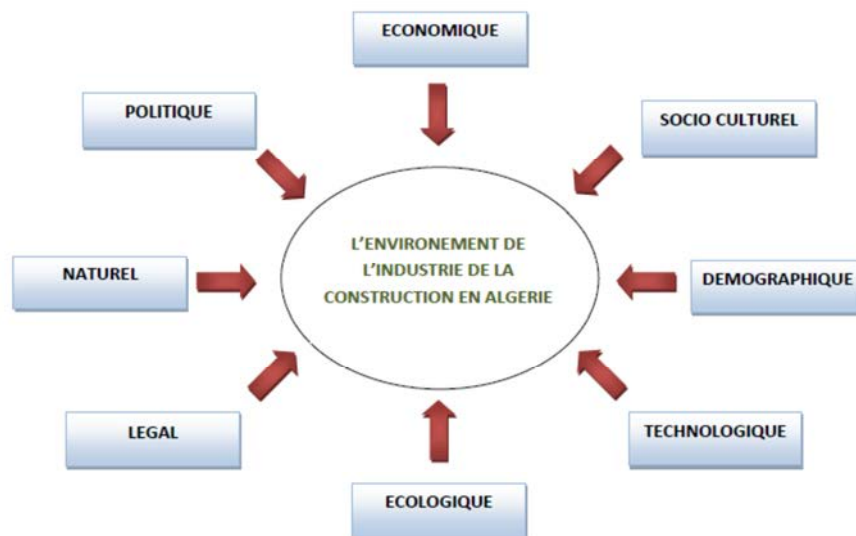 ECONOMIQUE
POLITIQUE
SOCIO CULTUREL
L'ENVIRONEMENT DE
L'INDUSTRIE DE LA
CONSTRUCTION EN ALGERIE
NATUREL
DEMOGRAPHIQUE
LEGAL
TECHNOLOGIQUE
ECOLOGIQUE